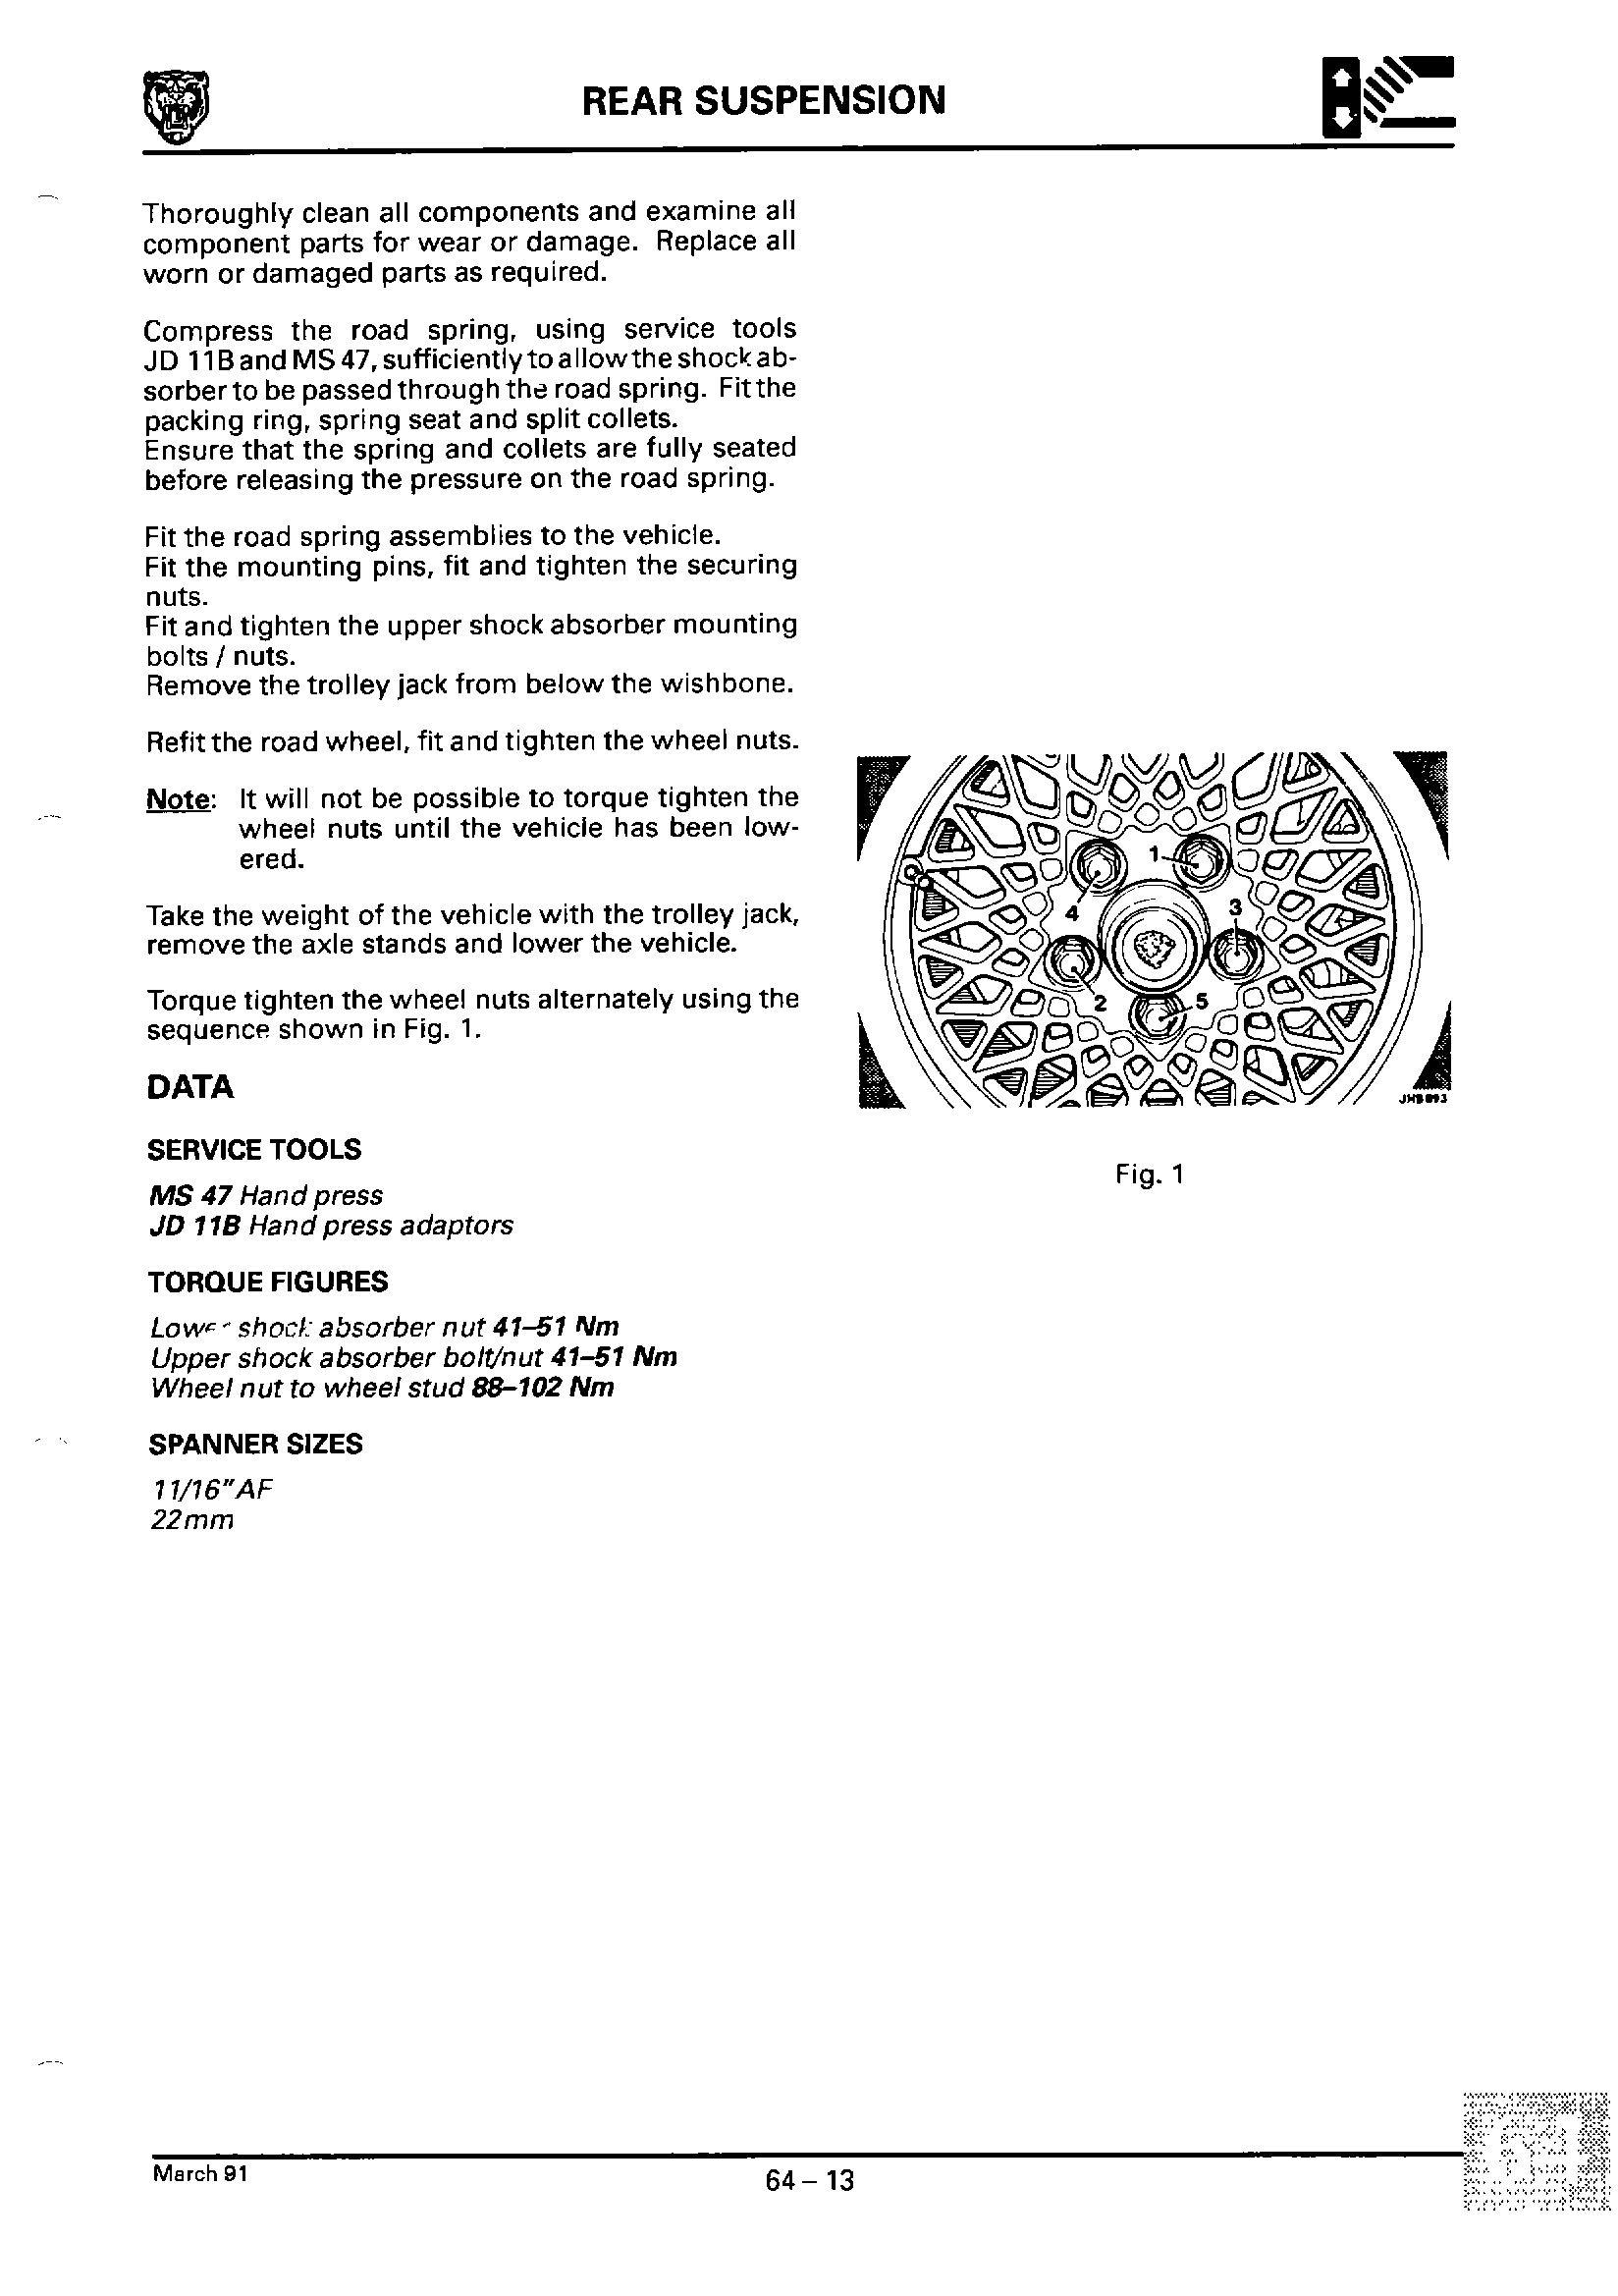 REAR SUSPENSION
Thoroughly clean all components and examine all
component parts for wear or damage. Replace all
worn or damaged parts as required.
Compress the road spring, using service tools
JD 11B and MS 47, sufficiently to allow the shock ab-
sorber to be passed through the road spring. Fit the
packing ring, spring seat and split collets.
Ensure that the spring and collets are fully seated
before releasing the pressure on the road spring.
Fit the road spring assemblies to the vehicle.
Fit the mounting pins, fit and tighten the securing
nuts.
Fit and tighten the upper shock absorber mounting
bolts / nuts.
Remove the trolley jack from below the wishbone.
Refit the road wheel, fit and tighten the wheel nuts.
Note: It will not be possible to torque tighten the
wheel nuts until the vehicle has been low-
ered.
Take the weight of the vehicle with the trolley jack,
remove the axle stands and lower the vehicle.
Torque tighten the wheel nuts alternately using the
sequence shown in Fig. 1.
DATA
SERVICE TOOLS
MS 47 Hand press
JD 11B Hand press adaptors
TORQUE FIGURES
Lower shock absorber nut 41–51 Nm
Upper shock absorber bolt/nut 41–51 Nm
Wheel nut to wheel stud 88–102 Nm
SPANNER SIZES
11/16"AF
22mm
1
4
3
2
5
Fig. 1
March 91
64 – 13
64